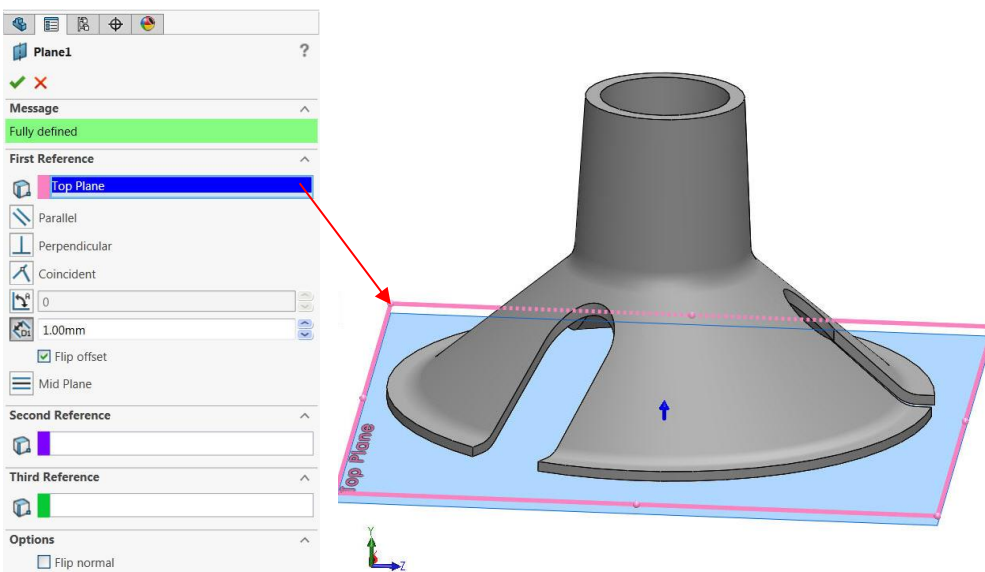 Plane1
?
Message
Fully defined
First Reference
Top Plane
Parallel
Perpendicular
Coincident
0
1.00mm
Flip offset
Mid Plane
Second Reference
Third Reference
Options
Flip normal
Top Plane
Y
Z